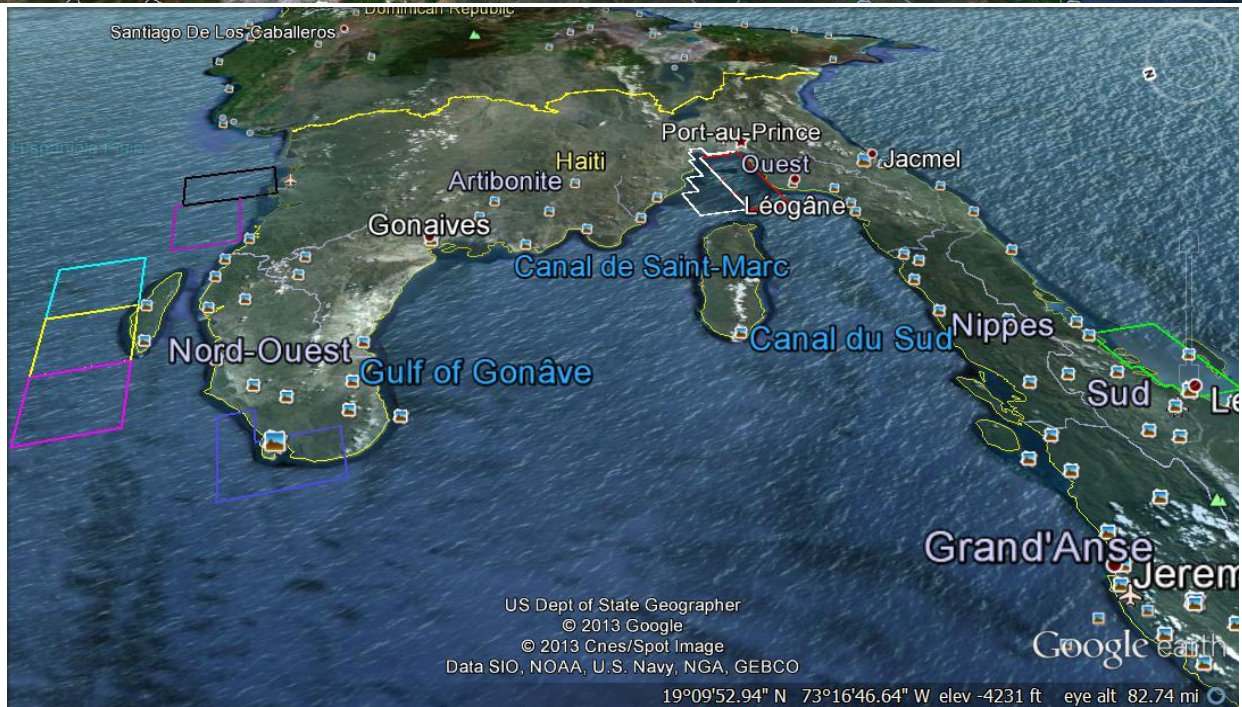 Dominican Republic
Santiago De Los Caballeros
Port-au-Prince
Haiti
Ouest
Jacmel
Artibonite
Léogâne
Gonaives
Canal de Saint-Marc
Nippes
Canal du Sud
Nord-Ouest
Gulf of Gonâve
Sud
Le
Grand'Anse
Jerem
US Dept of State Geographer
© 2013 Google
© 2013 Cnes/Spot Image
Data SIO, NOAA, U.S. Navy, NGA, GEBCO
Google earth
19°09'52.94" N 73°16'46.64" W elev -4231 ft eye alt 82.74 mi